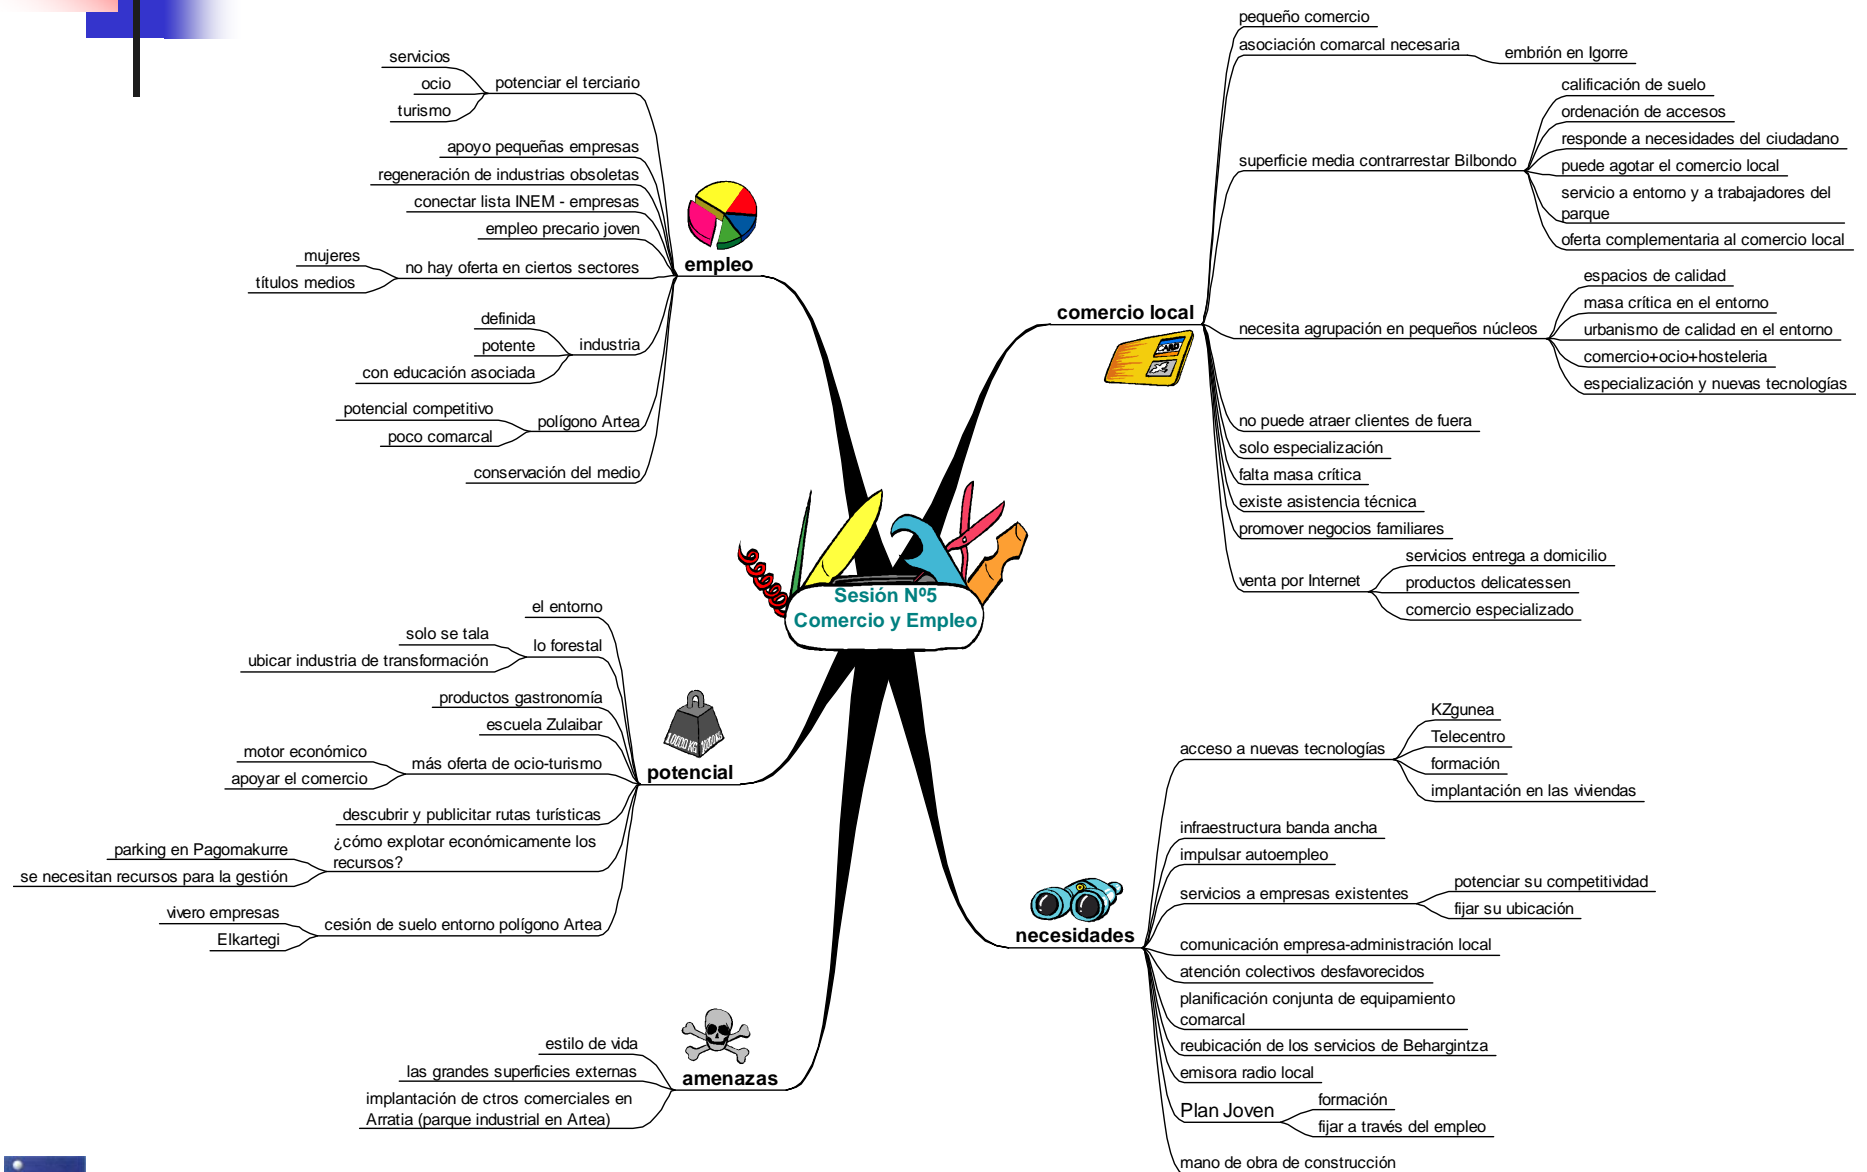 servicios
ocio
turismo
potenciar el terciario
apoyo pequeñas empresas
regeneración de industrias obsoletas
conectar lista INEM - empresas
empleo precario joven
mujeres
títulos medios
no hay oferta en ciertos sectores
definida
potente
con educación asociada
industria
potencial competitivo
poco comarcal
polígono Artea
conservación del medio
empleo
pequeño comercio
asociación comarcal necesaria
embrión en Igorre
superficie media contrarrestar Bilbondo
calificación de suelo
ordenación de accesos
responde a necesidades del ciudadano
puede agotar el comercio local
servicio a entorno y a trabajadores del
parque
oferta complementaria al comercio local
comercio local
CARD
necesita agrupación en pequeños núcleos
espacios de calidad
masa crítica en el entorno
urbanismo de calidad en el entorno
comercio+ocio+hosteleria
especialización y nuevas tecnologías
no puede atraer clientes de fuera
solo especialización
falta masa crítica
existe asistencia técnica
promover negocios familiares
venta por Internet
servicios entrega a domicilio
productos delicatessen
comercio especializado
Sesión Nº5
Comercio y Empleo
el entorno
solo se tala
ubicar industria de transformación
lo forestal
productos gastronomía
escuela Zulaibar
motor económico
apoyar el comercio
más oferta de ocio-turismo
descubrir y publicitar rutas turísticas
¿cómo explotar económicamente los
recursos?
parking en Pagomakurre
se necesitan recursos para la gestión
vivero empresas
Elkartegi
cesión de suelo entorno polígono Artea
1000 KG
potencial
estilo de vida
las grandes superficies externas
implantación de ctros comerciales en
Arratia (parque industrial en Artea)
amenazas
necesidades
acceso a nuevas tecnologías
KZgunea
Telecentro
formación
implantación en las viviendas
infraestructura banda ancha
impulsar autoempleo
servicios a empresas existentes
potenciar su competitividad
fijar su ubicación
comunicación empresa-administración local
atención colectivos desfavorecidos
planificación conjunta de equipamiento
comarcal
reubicación de los servicios de Behargintza
emisora radio local
Plan Joven
formación
fijar a través del empleo
mano de obra de construcción